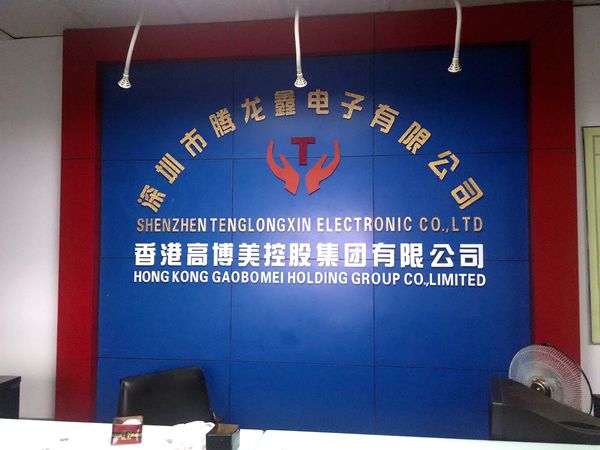 深圳市腾龙鑫电子有限公司
T
SHENZHEN TENGLONGXIN ELECTRONIC CO.,LTD
香港高博美控股集团有限公司
HONG KONG GAOBOMEI HOLDING GROUP CO.,LIMITED